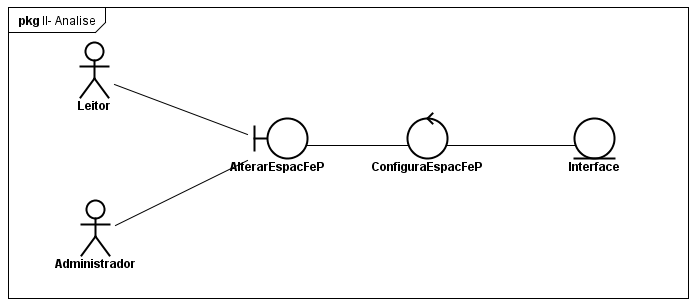 pkg II- Analise
Leitor
AlterarEspacFeP
ConfiguraEspacFeP
Interface
Administrador